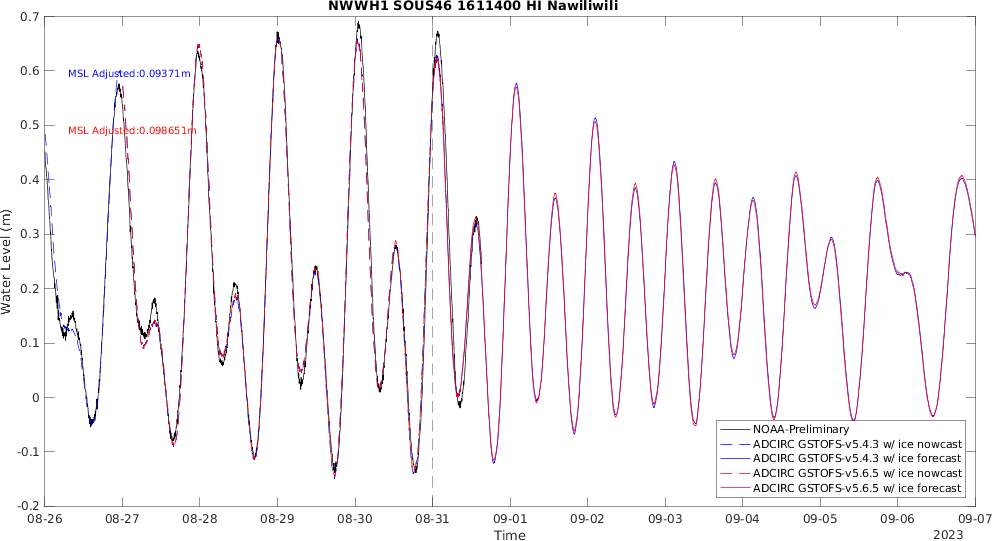 NWWH1 SOUS46 1611400 HI Nawiliwili
0.7
0.6
0.5
0.4
0.3
0.2
0.1
0
-0.1
-0.2
Water Level (m)
MSL Adjusted:0.09371m
MSL Adjusted:0.098651m
NOAA-Preliminary
ADCIRC GSTOFS-v5.4.3 w/ ice nowcast
ADCIRC GSTOFS-v5.4.3 w/ ice forecast
ADCIRC GSTOFS-v5.6.5 w/ ice nowcast
ADCIRC GSTOFS-v5.6.5 w/ ice forecast
08-26 08-27 08-28 08-29 08-30 08-31 09-01 09-02 09-03 09-04 09-05 09-06 09-07
Time
2023